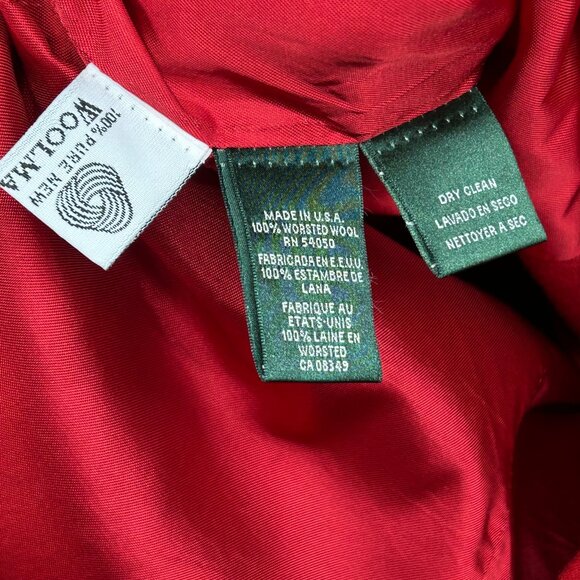 WOOLMA
100% PURE NEW
MADE IN U.S.A.
100% WORSTED WOOL
RN 54050
FABRICADA EN E.E.U.U.
100% ESTAMBRE DE
LANA
FABRIQUE AU
ETATS-UNIS
100% LAINE EN
WORSTED
CA 08349
DRY CLEAN
LAVADO EN SECO
NETTOYER A SEC